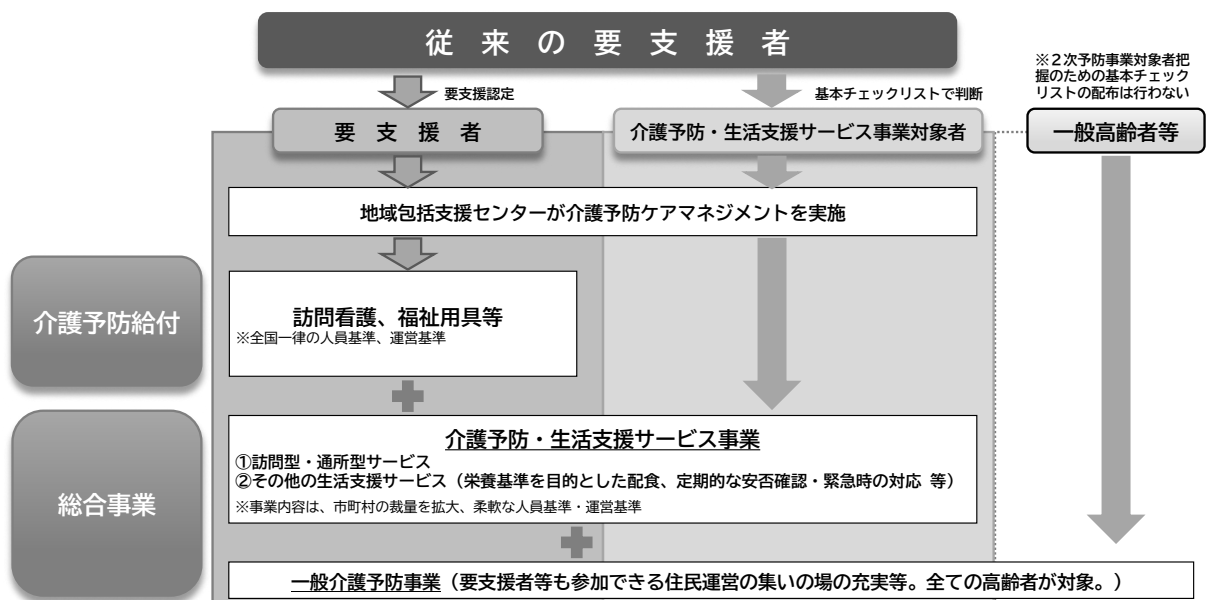 従来の要支援者
※２次予防事業対象者把
握のための基本チェック
リストの配布は行わない
要支援認定
基本チェックリストで判断
要支援者
介護予防・生活支援サービス事業対象者
一般高齢者等
地域包括支援センターが介護予防ケアマネジメントを実施
介護予防給付
訪問看護、福祉用具等
※全国一律の人員基準、運営基準
総合事業
介護予防・生活支援サービス事業
①訪問型・通所型サービス
②その他の生活支援サービス（栄養基準を目的とした配食、定期的な安否確認・緊急時の対応 等）
※事業内容は、市町村の裁量を拡大、柔軟な人員基準・運営基準
一般介護予防事業（要支援者等も参加できる住民運営の集いの場の充実等。全ての高齢者が対象。）